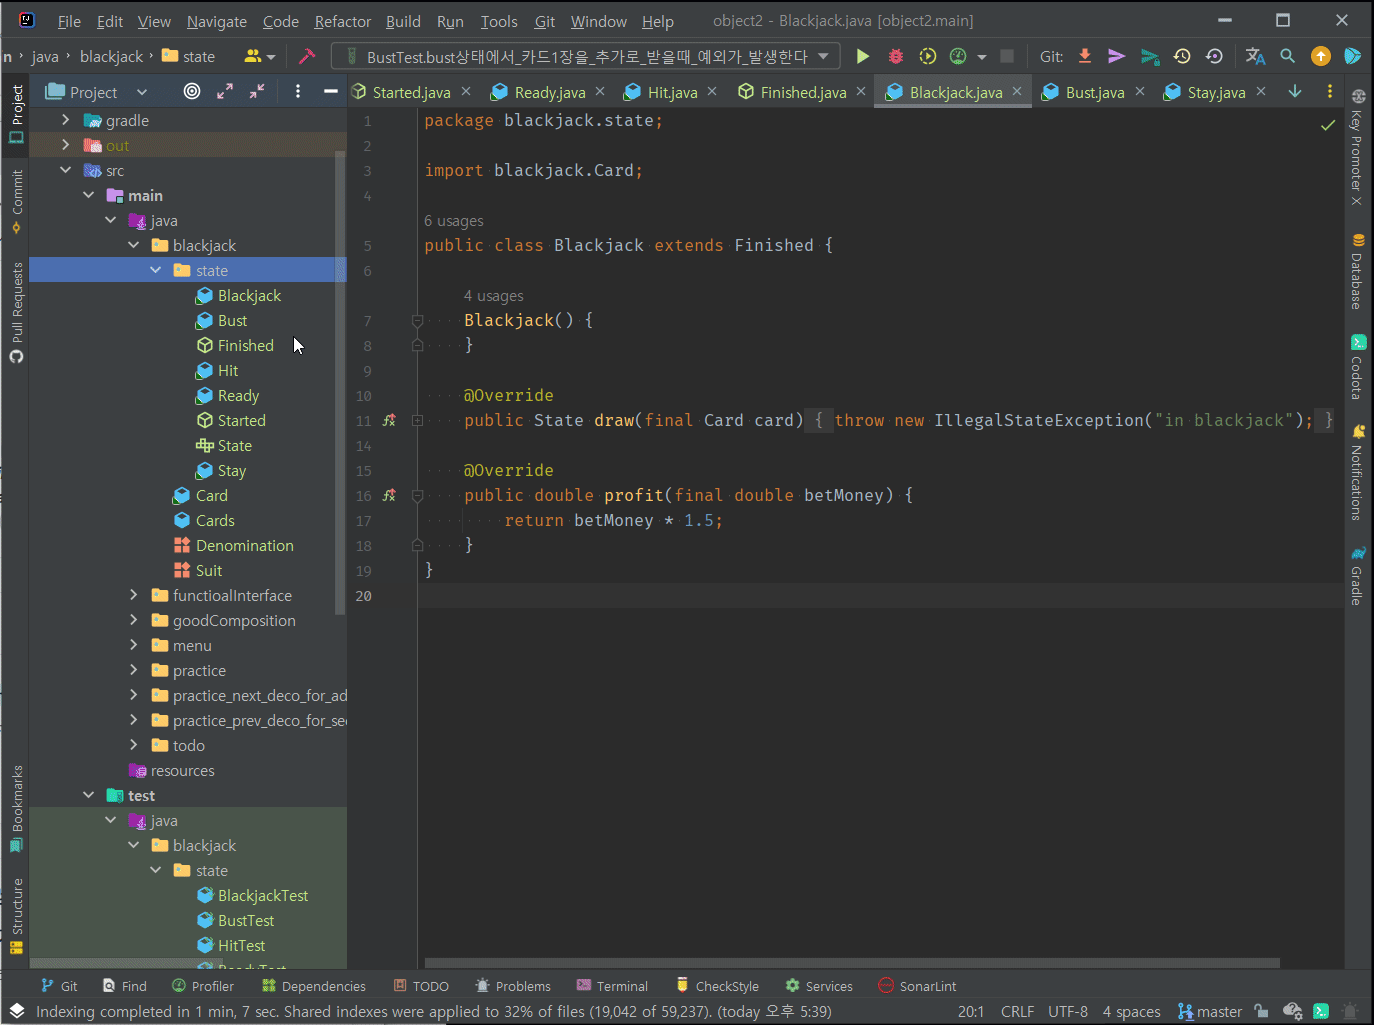 File Edit View Navigate Code Refactor Build Run Tools Git Window Help object2 - Blackjack.java [object2.main]
n › java › blackjack › state BustTest.bust상태에서_카드1장을_추가로_받을때_예외가_발생한다 Git:
Project Started.java Ready.java Hit.java Finished.java Blackjack.java Bust.java Stay.java
Project
Commit
Pull Requests
Bookmarks
Structure
gradle
out
src
main
java
blackjack
state
Blackjack
Bust
Finished
Hit
Ready
Started
State
Stay
Card
Cards
Denomination
Suit
functioalInterface
goodComposition
menu
practice
practice_next_deco_for_ad
practice_prev_deco_for_se
todo
resources
test
java
blackjack
state
BlackjackTest
BustTest
HitTest
ReadyTest
1 package blackjack.state;
2
3 import blackjack.Card;
4
6 usages
5 public class Blackjack extends Finished {
6
4 usages
7 Blackjack() {
8 }
9
10 @Override
11 public State draw(final Card card) { throw new IllegalStateException("in blackjack"); }
14
15 @Override
16 public double profit(final double betMoney) {
17 return betMoney * 1.5;
18 }
19 }
20
Key Promoter X
Database
Codota
Notifications
Gradle
Git Find Profiler Dependencies TODO Problems Terminal CheckStyle Services SonarLint
Indexing completed in 1 min, 7 sec. Shared indexes were applied to 32% of files (19,042 of 59,237). (today 오후 5:39) 20:1 CRLF UTF-8 4 spaces master